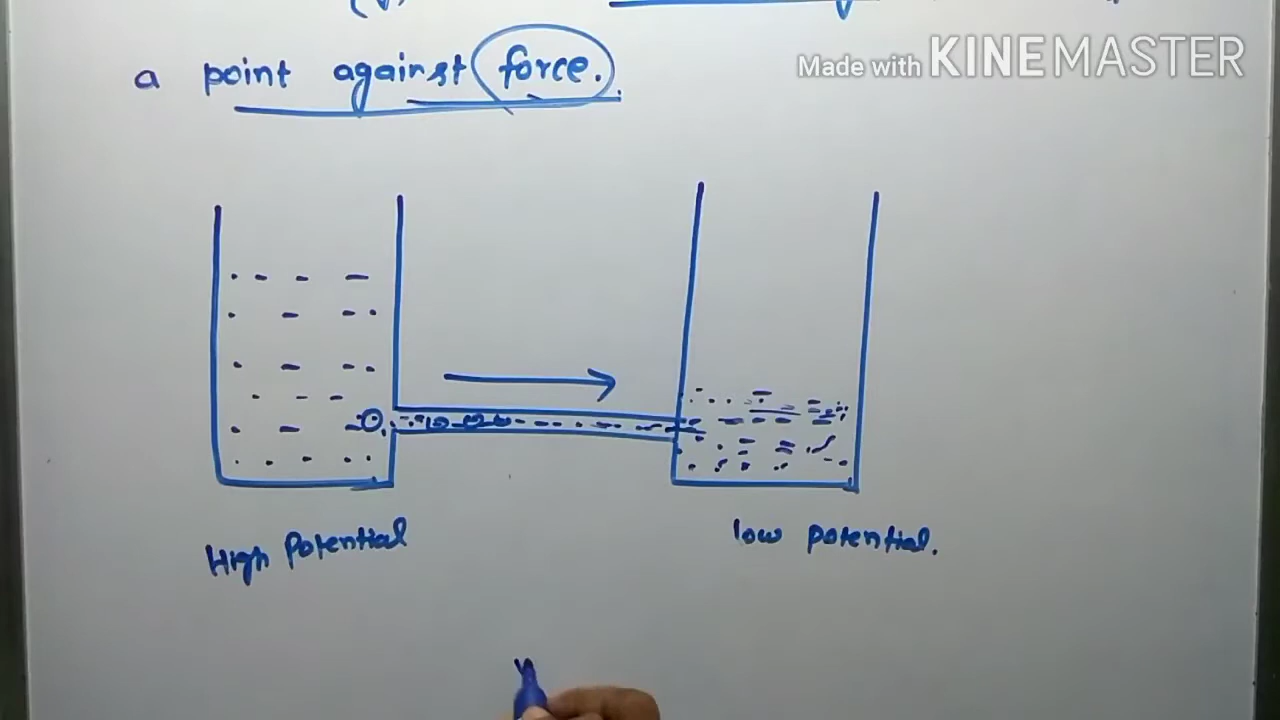 a point against force.
Made with KINEMASTER
High Potential
low potential.